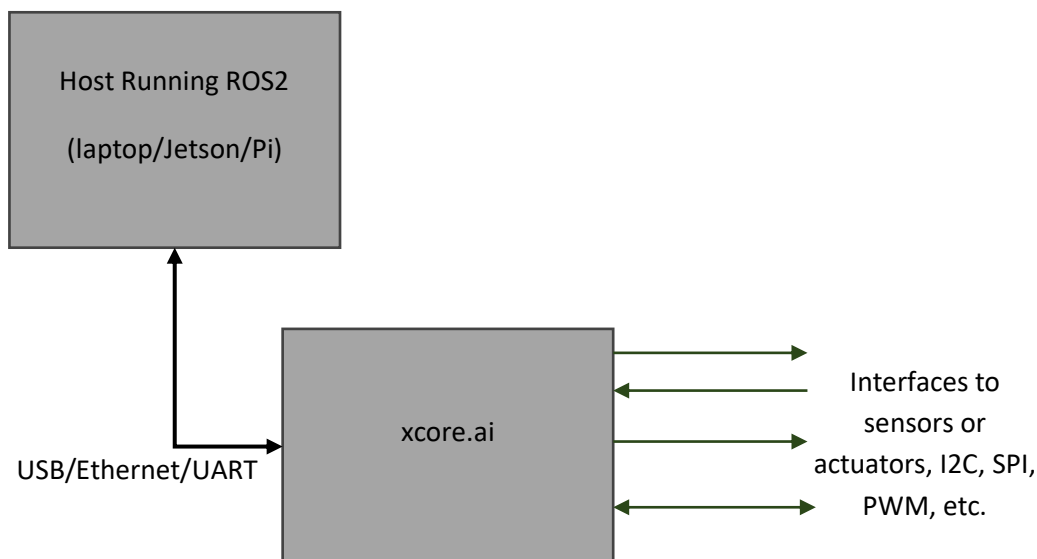 Host Running ROS2
(laptop/Jetson/Pi)
xcore.ai
USB/Ethernet/UART
Interfaces to
sensors or
actuators, I2C, SPI,
PWM, etc.